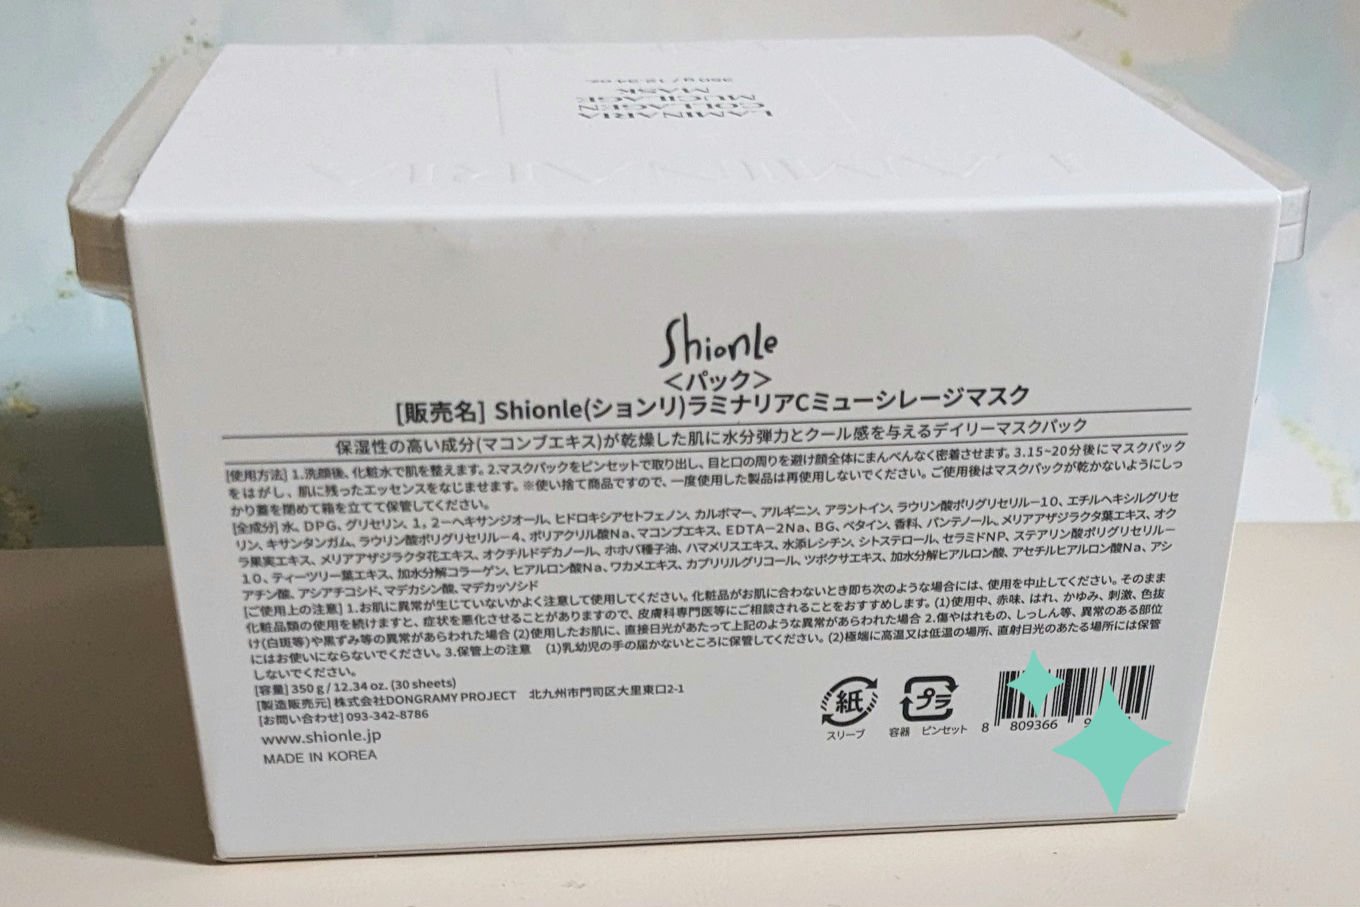 350 g / 12.34 oz.
LAMINARIA
COLLAGEN
MUCILAGE
MASK
LAMINARIA
Shionle
＜パック＞
[販売名] Shionle(ションリ)ラミナリアCミューシレージマスク
保湿性の高い成分(マコンブエキス)が乾燥した肌に水分弾力とクール感を与えるデイリーマスクパック
[使用方法] 1.洗顔後、化粧水で肌を整えます。2.マスクパックをピンセットで取り出し、目と口の周りを避け顔全体にまんべんなく密着させます。3.15~20分後にマスクパック
をはがし、肌に残ったエッセンスをなじませます。※使い捨て商品ですので、一度使用した製品は再使用しないでください。ご使用後はマスクパックが乾かないようにしっ
かり蓋を閉めて箱を立てて保管してください。
[全成分] 水、DPG、グリセリン、1，2－ヘキサンジオール、ヒドロキシアセトフェノン、カルボマー、アルギニン、アラントイン、ラウリン酸ポリグリセリル－10、エチルヘキシルグリセ
リン、キサンタンガム、ラウリン酸ポリグリセリル－4、ポリアクリル酸Na、マコンブエキス、EDTA－2Na、BG、ベタイン、香料、パンテノール、メリアアザジラクタ葉エキス、オク
ラ果実エキス、メリアアザジラクタ花エキス、オクチルドデカノール、ホホバ種子油、ハマメリスエキス、水添レシチン、シトステロール、セラミドNP、ステアリン酸ポリグリセリル－
10、ティーツリー葉エキス、加水分解コラーゲン、ヒアルロン酸Na、ワカメエキス、カプリリルグリコール、ツボクサエキス、加水分解ヒアルロン酸、アセチルヒアルロン酸Na、アシ
アチン酸、アシアチコシド、マデカシン酸、マデカッソシド
[ご使用上の注意] 1.お肌に異常が生じていないかよく注意して使用してください。化粧品がお肌に合わないとき即ち次のような場合には、使用を中止してください。そのまま
化粧品類の使用を続けますと、症状を悪化させることがありますので、皮膚科専門医等にご相談されることをおすすめします。(1)使用中、赤味、はれ、かゆみ、刺激、色抜
け(白斑等)や黒ずみ等の異常があらわれた場合 (2)使用したお肌に、直接日光があたって上記のような異常があらわれた場合 2.傷やはれもの、しっしん等、異常のある部位
にはお使いにならないでください。3.保管上の注意　(1)乳幼児の手の届かないところに保管してください。(2)極端に高温又は低温の場所、直射日光のあたる場所には保管
しないでください。
[容量] 350 g / 12.34 oz. (30 sheets)
[製造販売元] 株式会社DONGRAMY PROJECT　北九州市門司区大里東口2-1
[お問い合わせ] 093-342-8786
www.shionle.jp
MADE IN KOREA
紙
スリーブ
プラ
容器　ピンセット
8 809366 9